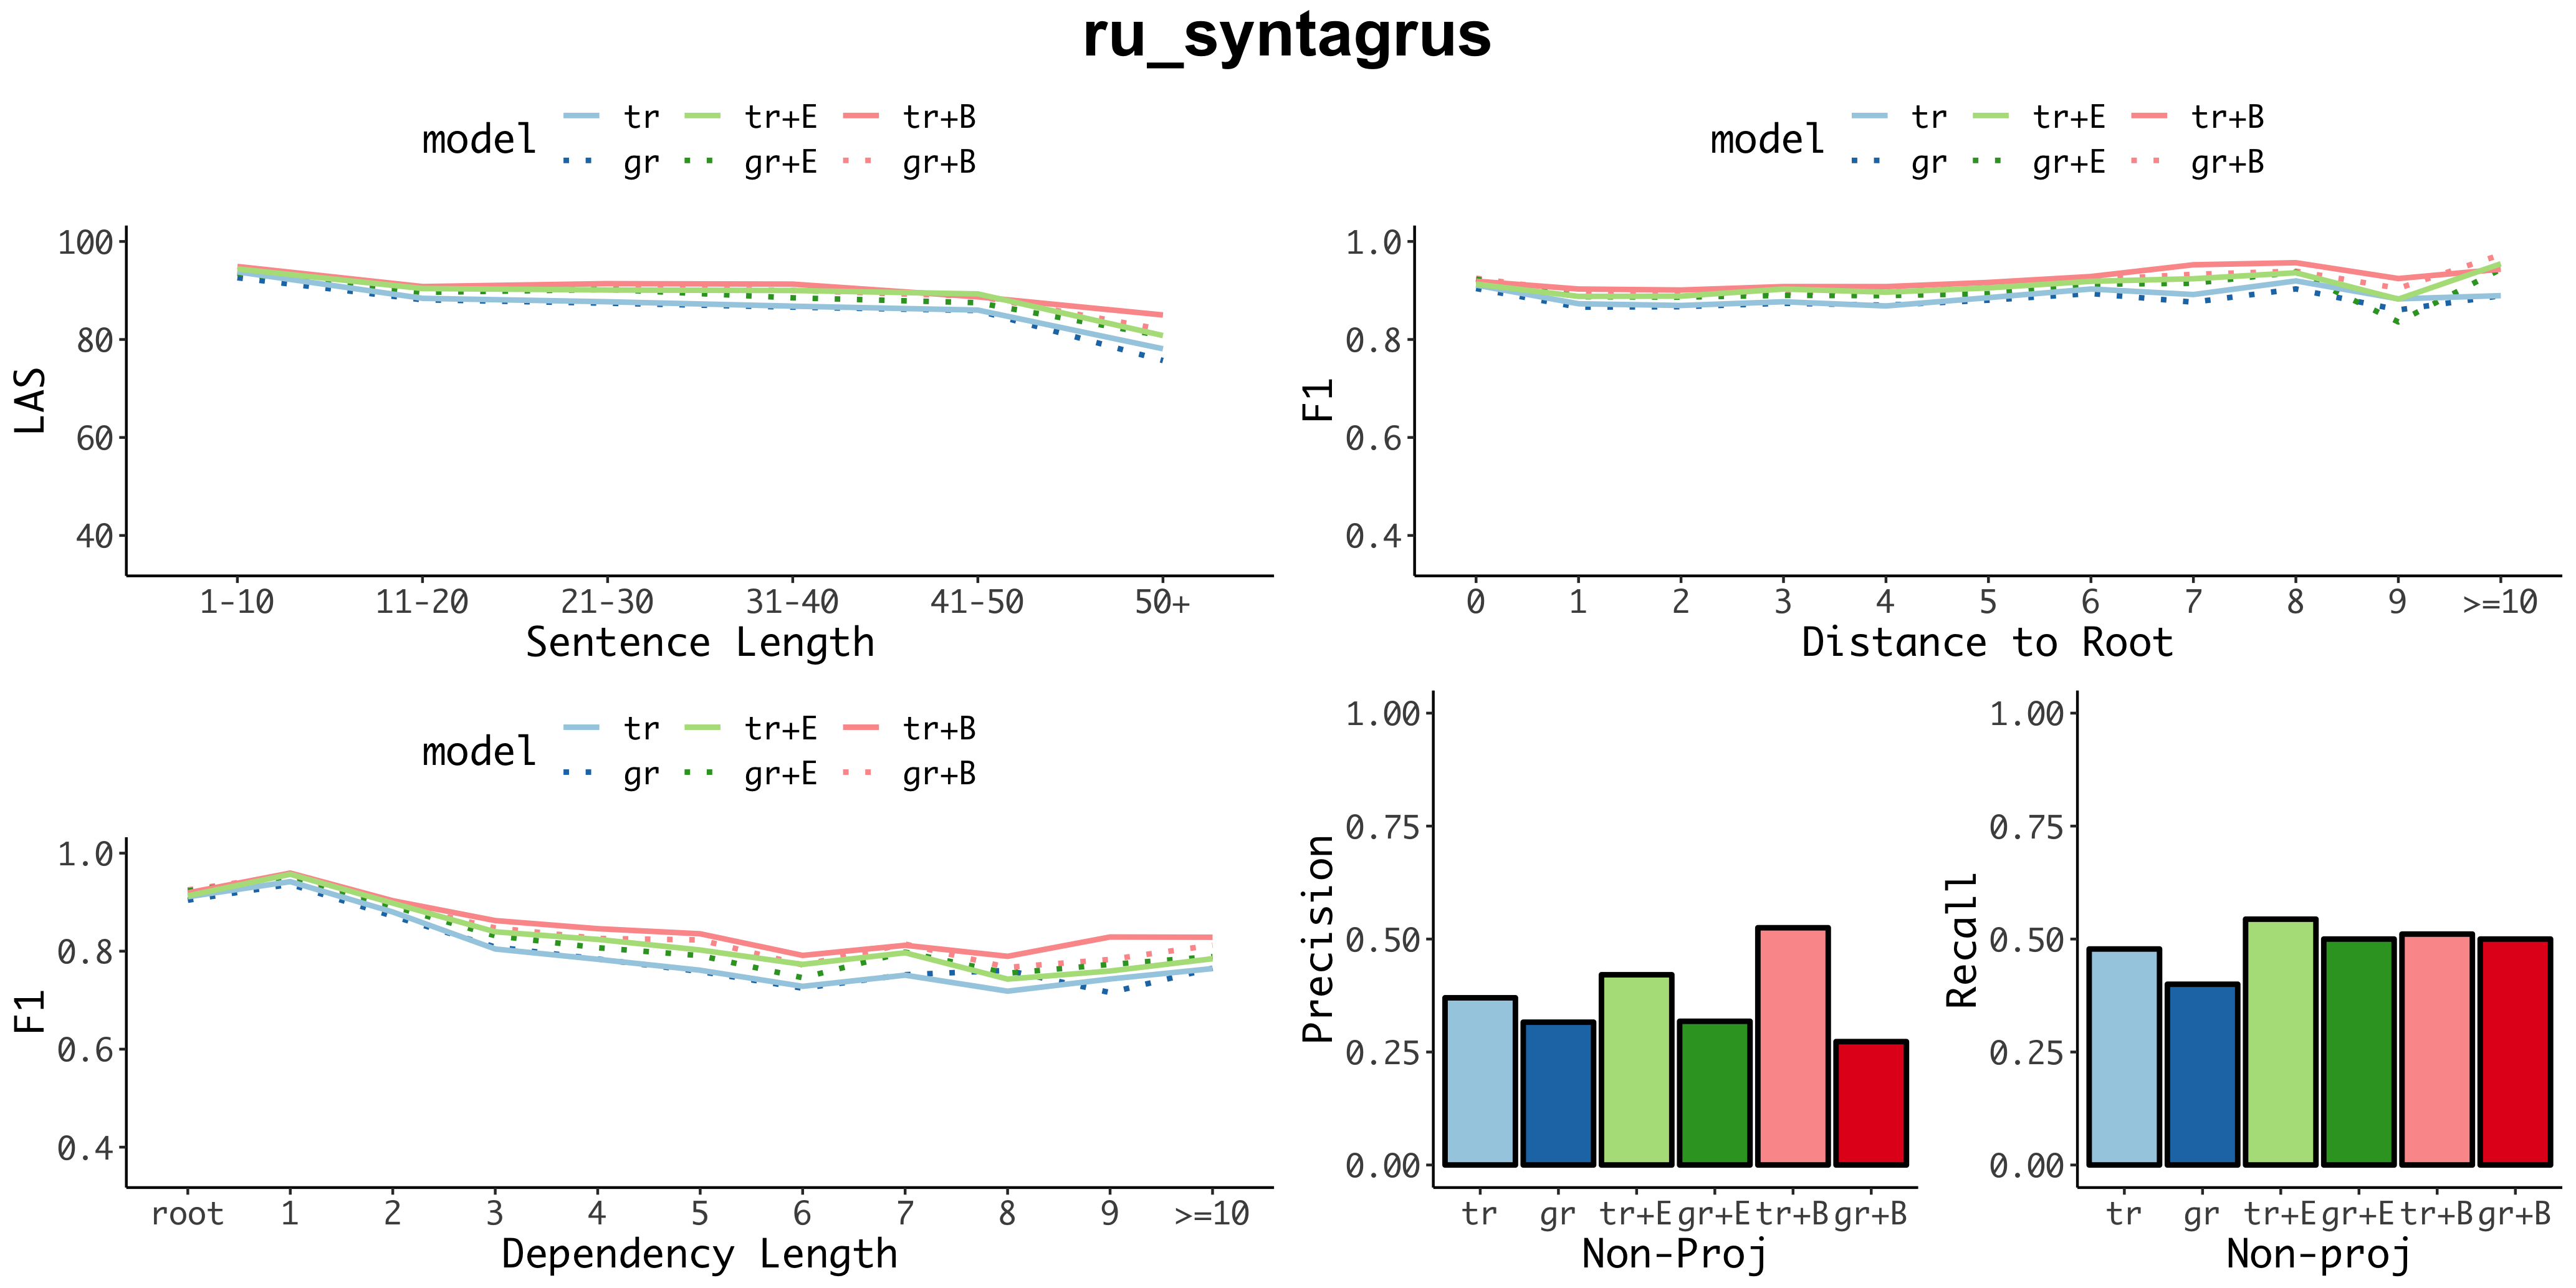 ru_syntagrus
model tr tr+E tr+B
gr gr+E gr+B
100
80
60
40
LAS
1-10 11-20 21-30 31-40 41-50 50+
Sentence Length
model tr tr+E tr+B
gr gr+E gr+B
1.0
0.8
0.6
0.4
F1
0 1 2 3 4 5 6 7 8 9 >=10
Distance to Root
model tr tr+E tr+B
gr gr+E gr+B
1.0
0.8
0.6
0.4
F1
root 1 2 3 4 5 6 7 8 9 >=10
Dependency Length
1.00
0.75
0.50
0.25
0.00
Precision
tr gr tr+E gr+E tr+B gr+B
Non-Proj
1.00
0.75
0.50
0.25
0.00
Recall
tr gr tr+E gr+E tr+B gr+B
Non-proj